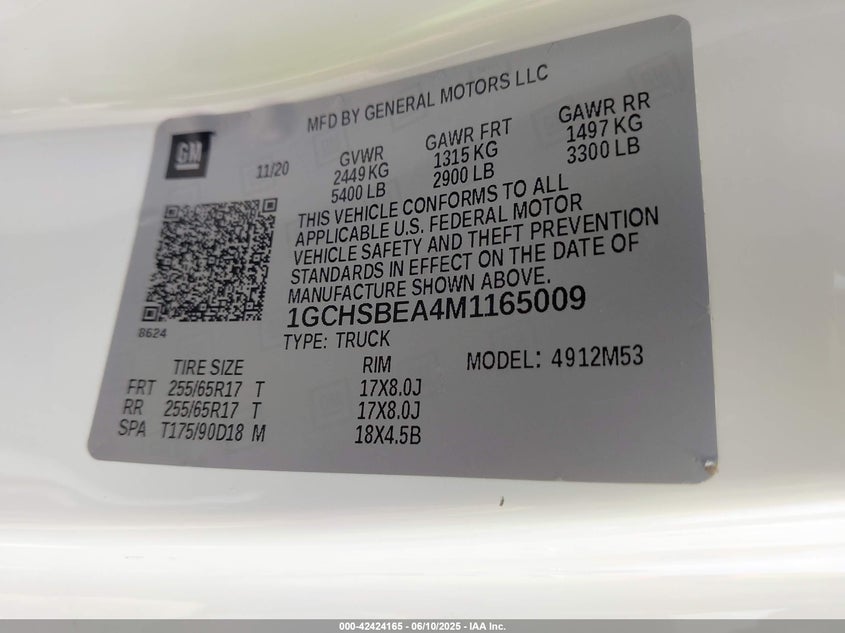 MFD BY GENERAL MOTORS LLC
GM
11/20
GVWR GAWR FRT GAWR RR
2449 KG 1315 KG 1497 KG
5400 LB 2900 LB 3300 LB
THIS VEHICLE CONFORMS TO ALL
APPLICABLE U.S. FEDERAL MOTOR
VEHICLE SAFETY AND THEFT PREVENTION
STANDARDS IN EFFECT ON THE DATE OF
MANUFACTURE SHOWN ABOVE.
1GCHSBEA4M1165009
8624
TYPE: TRUCK
MODEL: 4912M53
TIRE SIZE RIM
FRT 255/65R17 T 17X8.0J
RR 255/65R17 T 17X8.0J
SPA T175/90D18 M 18X4.5B
000-42424165 - 06/10/2025 - IAA Inc.